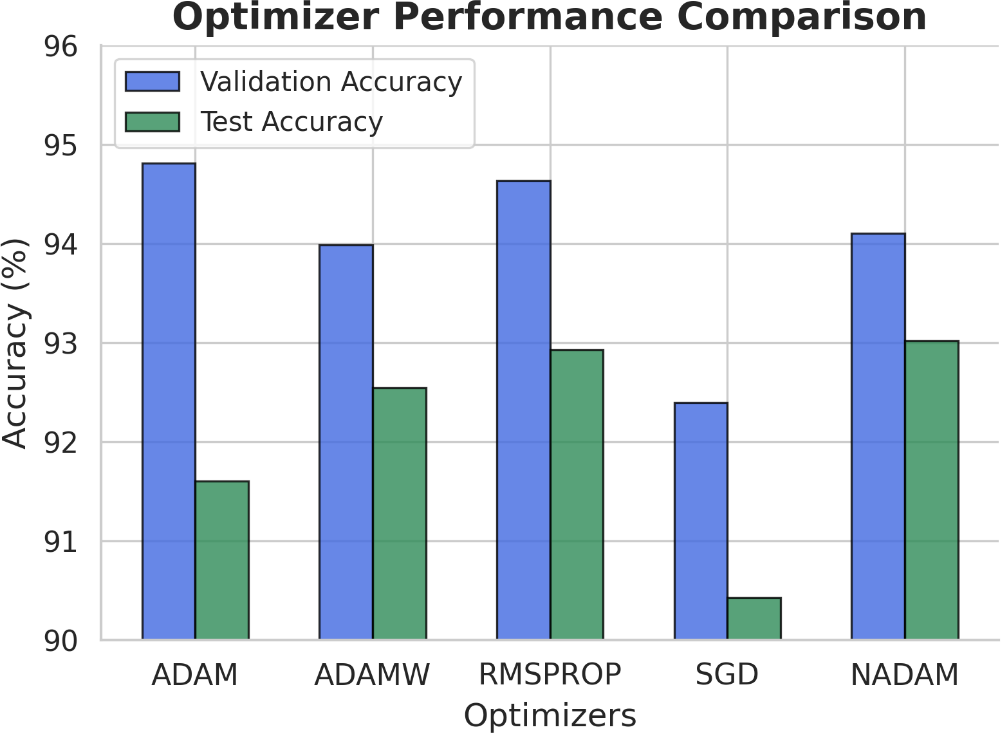 Optimizer Performance Comparison
Validation Accuracy
Test Accuracy
Accuracy (%)
96
95
94
93
92
91
90
ADAM ADAMW RMSPROP SGD NADAM
Optimizers